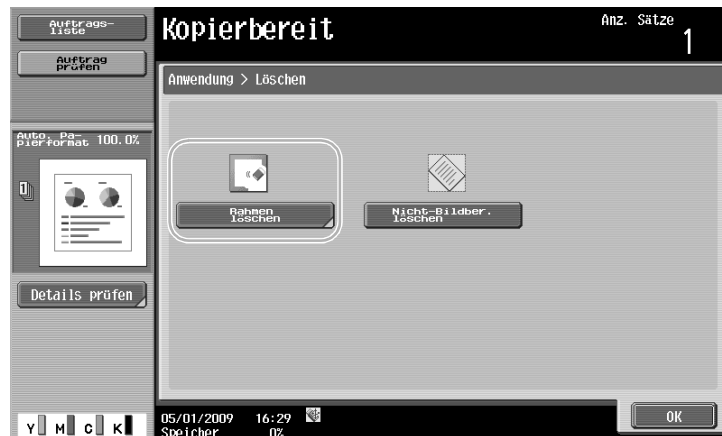 Auftrags-
liste
Auftrag
prüfen
Kopierbereit
Anz. Sätze
1
Anwendung > Löschen
Auto. Pa-
pierformat 100.0%
1
Rahmen
löschen
Nicht-Bildber.
löschen
Details prüfen
Y M C K
05/01/2009 16:29
Speicher 0%
OK